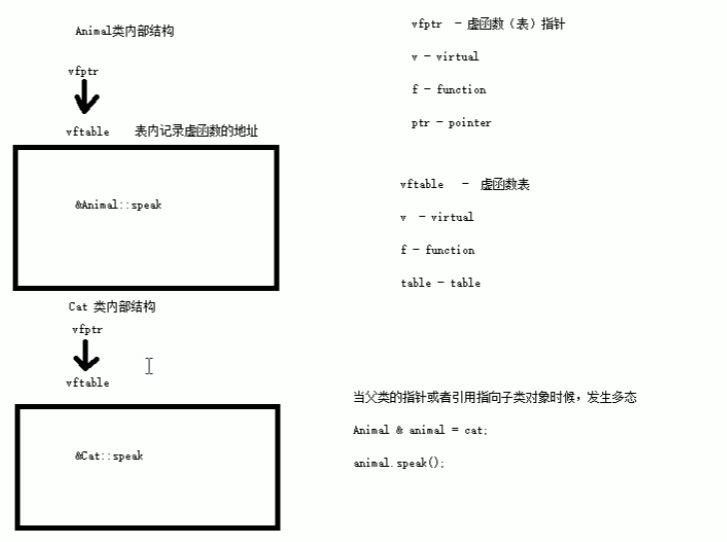 Animal类内部结构
vfptr
vftable 表内记录虚函数的地址
&Animal::speak
Cat 类内部结构
vfptr
vftable
&Cat::speak
vfptr - 虚函数（表）指针
v - virtual
f - function
ptr - pointer
vftable - 虚函数表
v - virtual
f - function
table - table
当父类的指针或者引用指向子类对象时候，发生多态
Animal & animal = cat;
animal.speak();